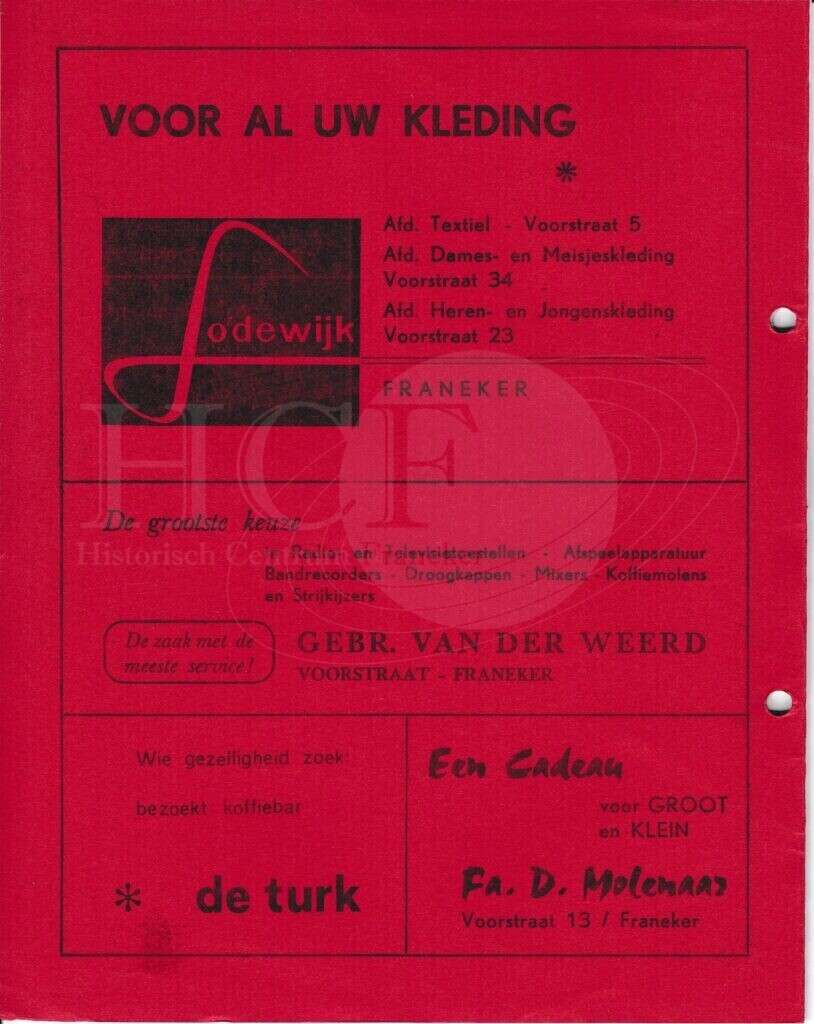 VOOR AL UW KLEDING
*
Lodewijk
Afd. Textiel - Voorstraat 5
Afd. Dames- en Meisjeskleding
Voorstraat 34
Afd. Heren- en Jongenskleding
Voorstraat 23
FRANEKER
HCF
Historisch Centrum Franeker
De grootste keuze
in Radio- en Televisietoestellen - Afspeelapparatuur
Bandrecorders - Droogkappen - Mixers - Koffiemolens
en Strijkijzers
De zaak met de
meeste service!
GEBR. VAN DER WEERD
VOORSTRAAT - FRANEKER
Wie gezelligheid zoekt
bezoekt koffiebar
* de turk
Een Cadeau
voor GROOT
en KLEIN
Fa. D. Molenaar
Voorstraat 13 / Franeker